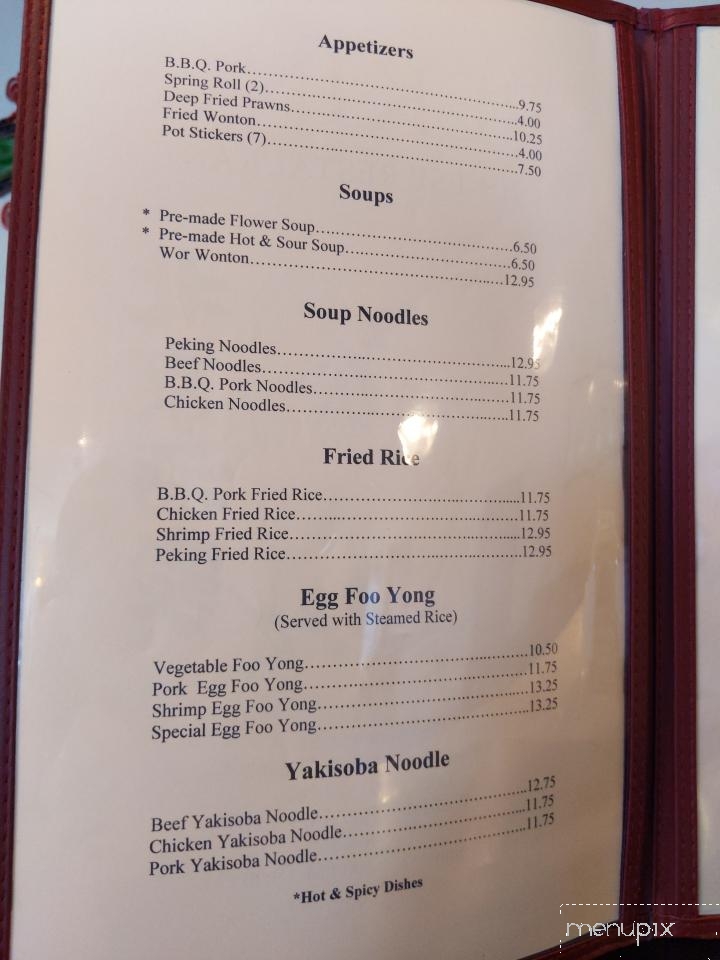 Appetizers
B.B.Q. Pork.....9.75
Spring Roll (2).....4.00
Deep Fried Prawns.....10.25
Fried Wonton.....4.00
Pot Stickers (7).....7.50
Soups
* Pre-made Flower Soup.....6.50
* Pre-made Hot & Sour Soup.....6.50
Wor Wonton.....12.95
Soup Noodles
Peking Noodles.....12.95
Beef Noodles.....11.75
B.B.Q. Pork Noodles.....11.75
Chicken Noodles.....11.75
Fried Rice
B.B.Q. Pork Fried Rice.....11.75
Chicken Fried Rice.....11.75
Shrimp Fried Rice.....12.95
Peking Fried Rice.....12.95
Egg Foo Yong
(Served with Steamed Rice)
Vegetable Foo Yong.....10.50
Pork Egg Foo Yong.....11.75
Shrimp Egg Foo Yong.....13.25
Special Egg Foo Yong.....13.25
Yakisoba Noodle
Beef Yakisoba Noodle.....12.75
Chicken Yakisoba Noodle.....11.75
Pork Yakisoba Noodle.....11.75
*Hot & Spicy Dishes
menupix